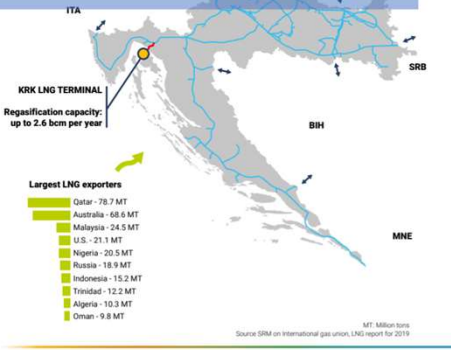 ITA
SRB
KRK LNG TERMINAL
Regasification capacity:
up to 2.6 bcm per year
BIH
Largest LNG exporters
Qatar - 78.7 MT
Australia - 68.6 MT
Malaysia - 24.5 MT
U.S. - 21.1 MT
Nigeria - 20.5 MT
Russia - 18.9 MT
Indonesia - 15.2 MT
Trinidad - 12.2 MT
Algeria - 10.3 MT
Oman - 9.8 MT
MNE
MT: Million tons
Source SRM on International gas union, LNG report for 2019